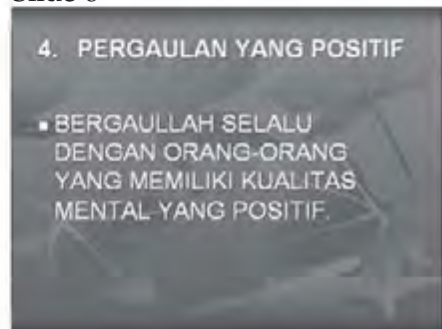 4. PERGAULAN YANG POSITIF
▪ BERGAULLAH SELALU
DENGAN ORANG-ORANG
YANG MEMILIKI KUALITAS
MENTAL YANG POSITIF.